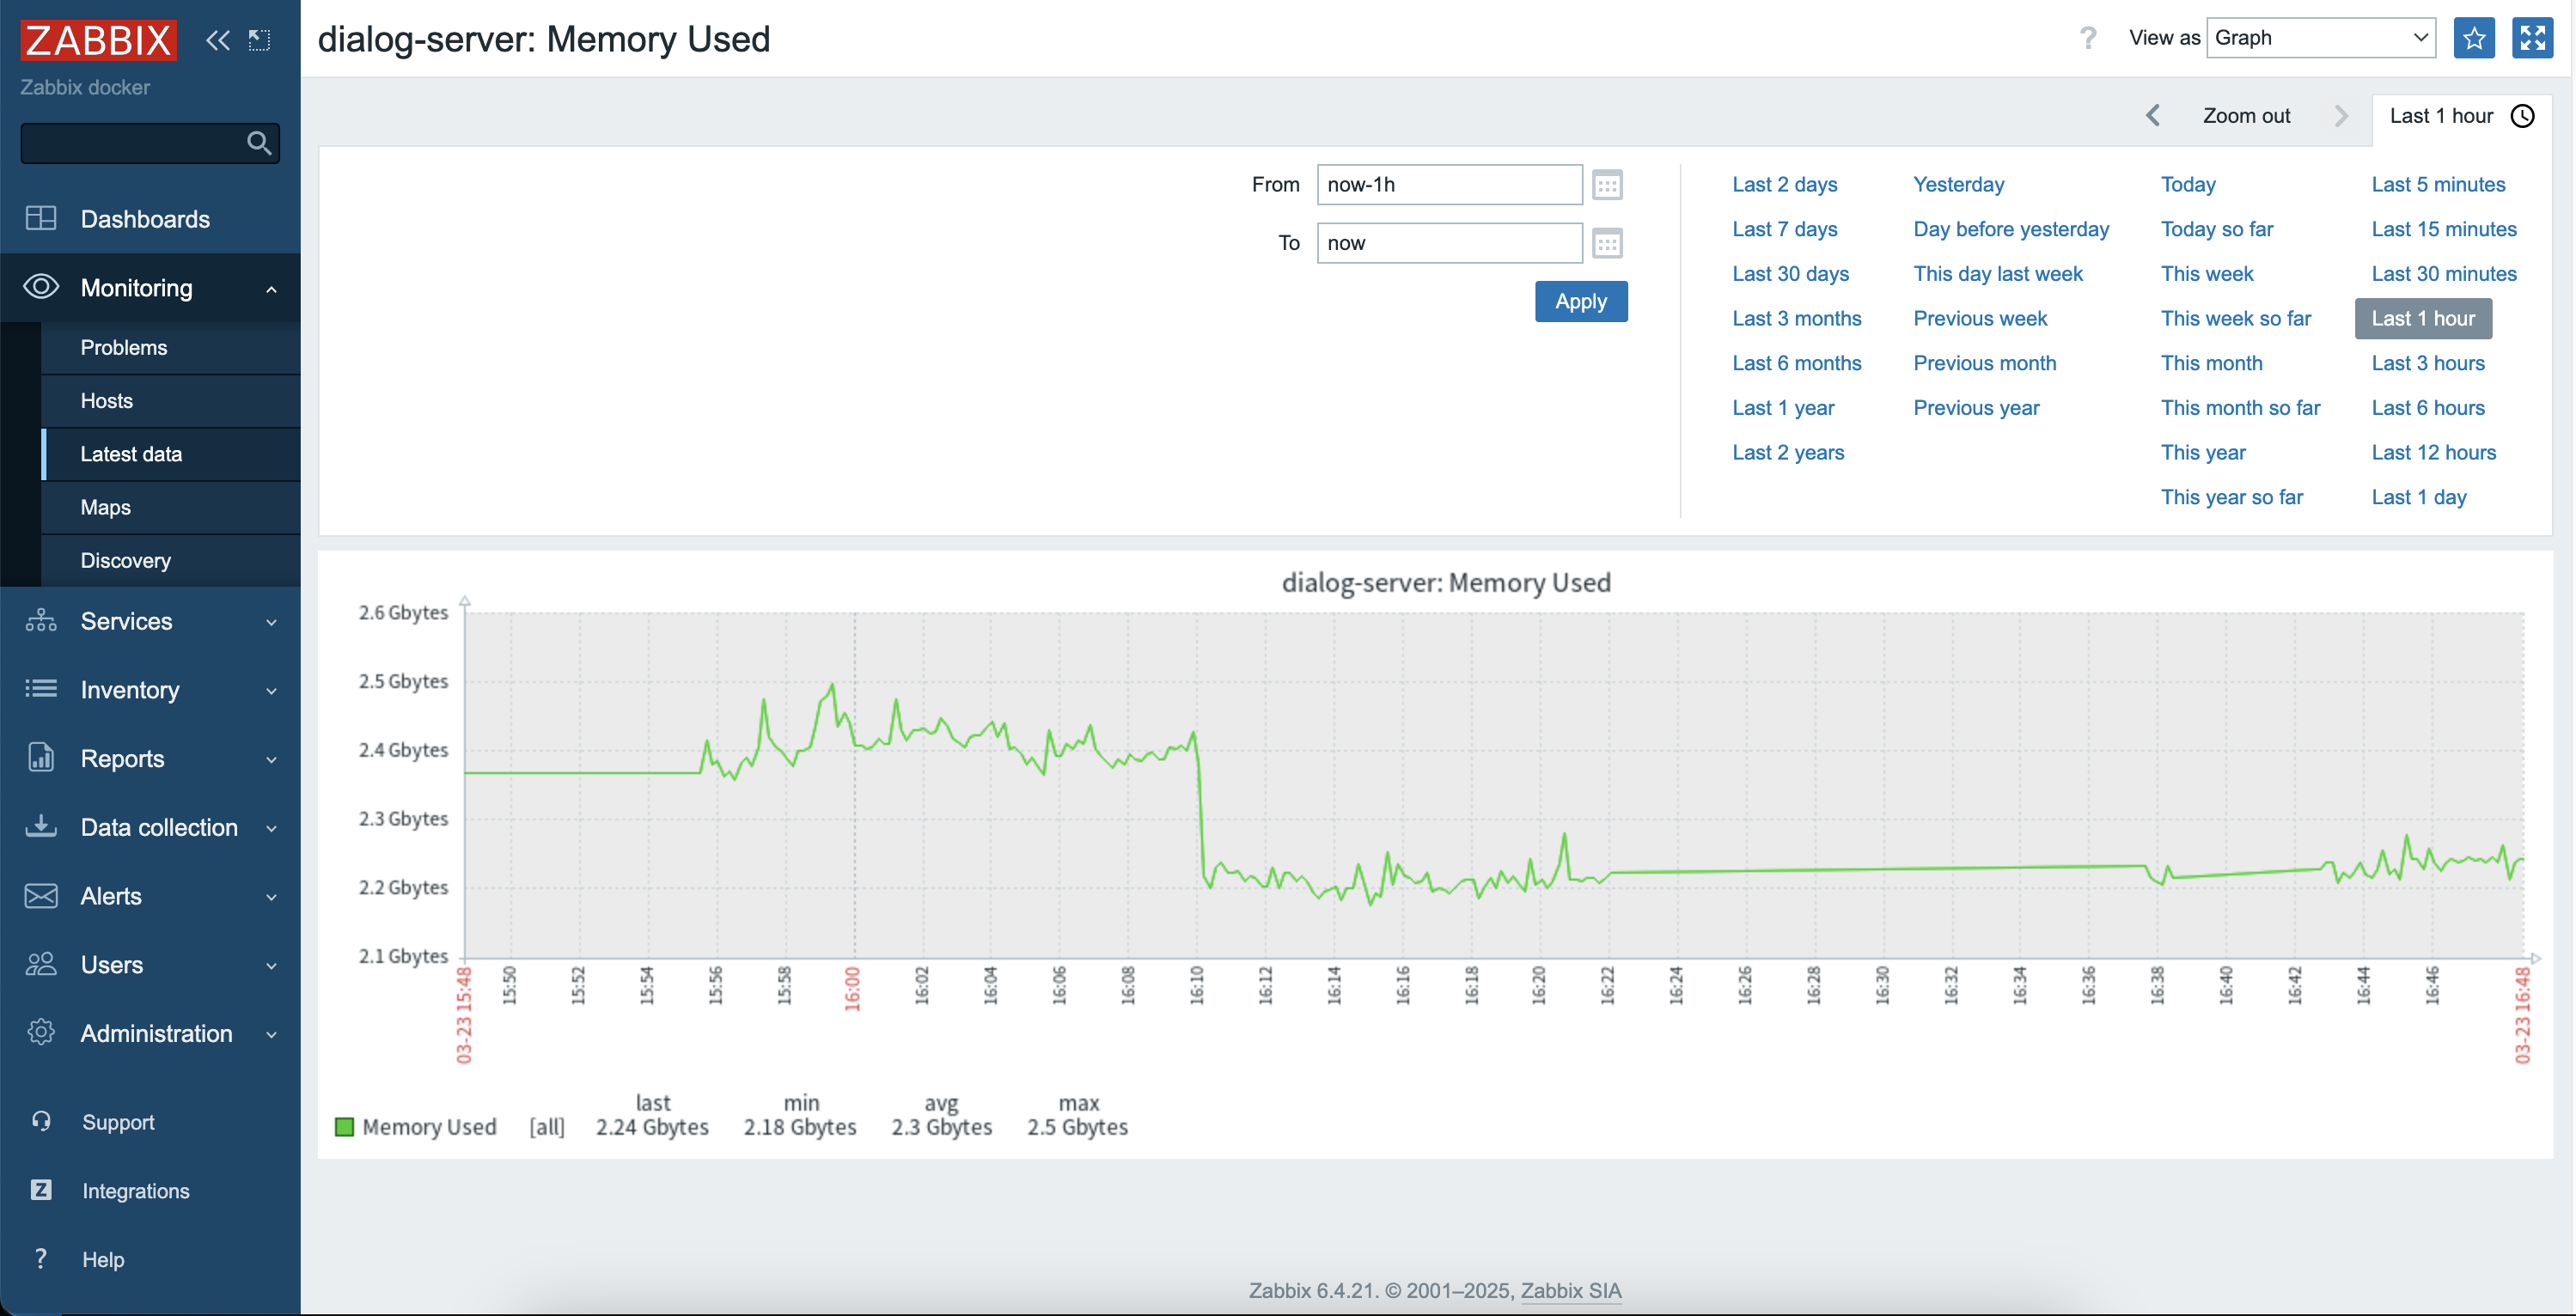 ZABBIX
Zabbix docker
Dashboards
Monitoring
Problems
Hosts
Latest data
Maps
Discovery
Services
Inventory
Reports
Data collection
Alerts
Users
Administration
Support
Z Integrations
? Help
dialog-server: Memory Used
? View as Graph
Zoom out
Last 1 hour
From now-1h
To now
Apply
Last 2 days Yesterday Today Last 5 minutes
Last 7 days Day before yesterday Today so far Last 15 minutes
Last 30 days This day last week This week Last 30 minutes
Last 3 months Previous week This week so far Last 1 hour
Last 6 months Previous month This month Last 3 hours
Last 1 year Previous year This month so far Last 6 hours
Last 2 years This year Last 12 hours
This year so far Last 1 day
dialog-server: Memory Used
2.6 Gbytes
2.5 Gbytes
2.4 Gbytes
2.3 Gbytes
2.2 Gbytes
2.1 Gbytes
03-23 15:48 15:50 15:52 15:54 15:56 15:58 16:00 16:02 16:04 16:06 16:08 16:10 16:12 16:14 16:16 16:18 16:20 16:22 16:24 16:26 16:28 16:30 16:32 16:34 16:36 16:38 16:40 16:42 16:44 16:46 03-23 16:48
last min avg max
Memory Used [all] 2.24 Gbytes 2.18 Gbytes 2.3 Gbytes 2.5 Gbytes
Zabbix 6.4.21. © 2001–2025, Zabbix SIA